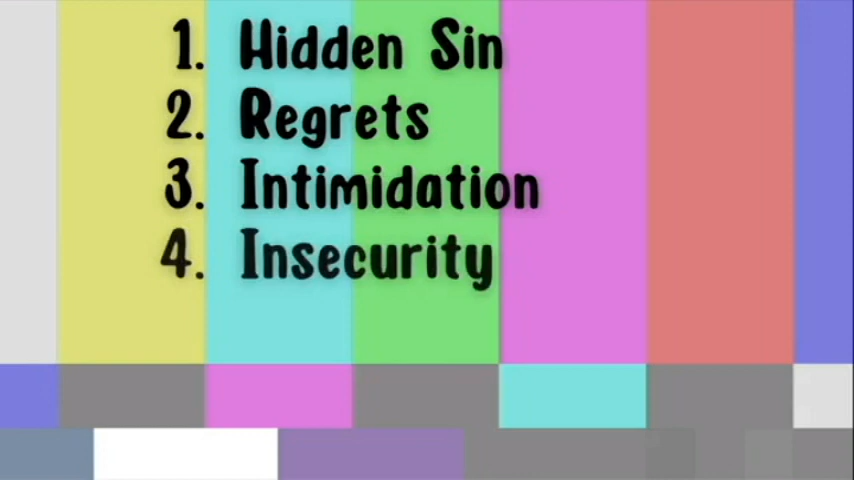 1. Hidden Sin
2. Regrets
3. Intimidation
4. Insecurity